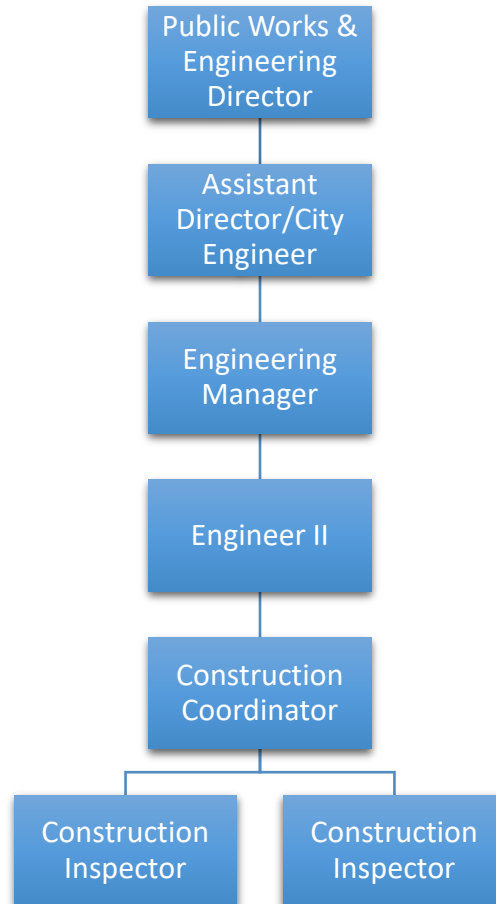 Public Works &
Engineering
Director
Assistant
Director/City
Engineer
Engineering
Manager
Engineer II
Construction
Coordinator
Construction
Inspector
Construction
Inspector